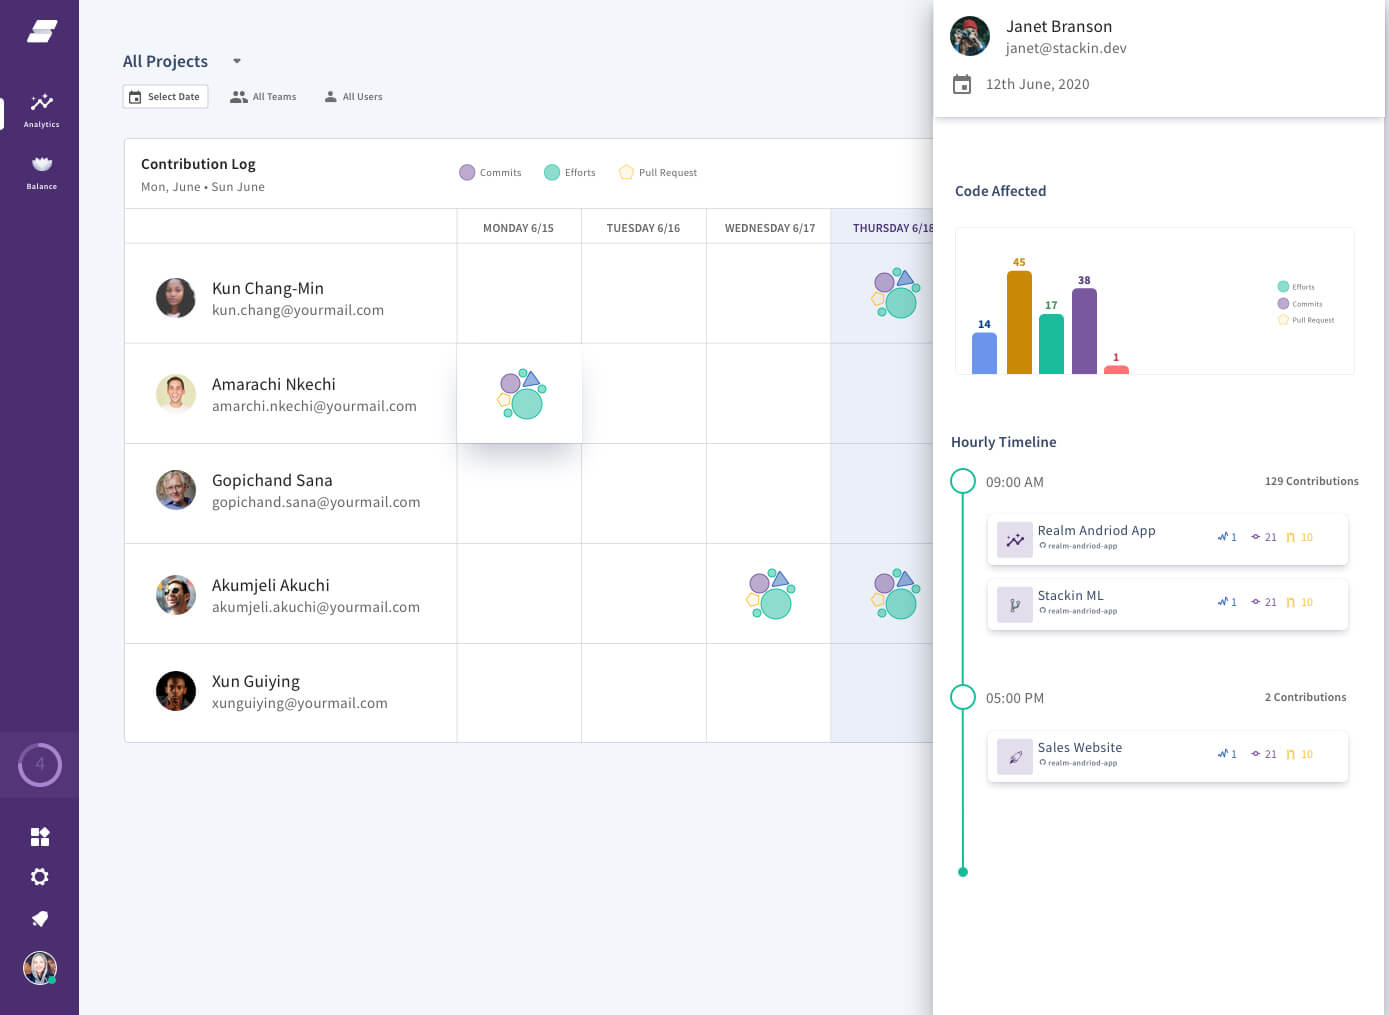 Analytics
Balance
4
All Projects
Select Date
All Teams
All Users
Contribution Log
Mon, June • Sun June
Commits
Efforts
Pull Request
MONDAY 6/15
TUESDAY 6/16
WEDNESDAY 6/17
THURSDAY 6/18
Kun Chang-Min
kun.chang@yourmail.com
Amarachi Nkechi
amarchi.nkechi@yourmail.com
Gopichand Sana
gopichand.sana@yourmail.com
Akumjeli Akuchi
akumjeli.akuchi@yourmail.com
Xun Guiying
xunguiying@yourmail.com
Janet Branson
janet@stackin.dev
12th June, 2020
Code Affected
14
45
17
38
1
Efforts
Commits
Pull Request
Hourly Timeline
09:00 AM
129 Contributions
Realm Andriod App
realm-andriod-app
1 21 10
Stackin ML
realm-andriod-app
1 21 10
05:00 PM
2 Contributions
Sales Website
realm-andriod-app
1 21 10